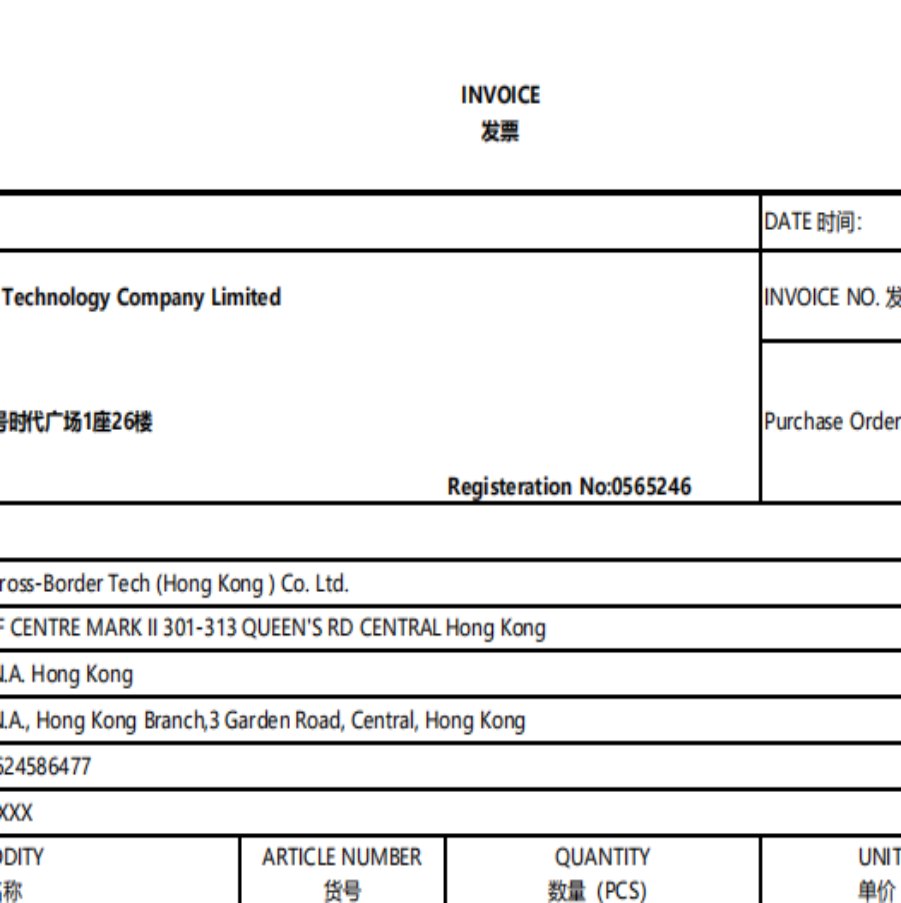 INVOICE
发票
DATE 时间:
Technology Company Limited
INVOICE NO. 发
号时代广场1座26楼
Purchase Order
Registeration No:0565246
ross-Border Tech (Hong Kong ) Co. Ltd.
F CENTRE MARK II 301-313 QUEEN'S RD CENTRAL Hong Kong
N.A. Hong Kong
N.A., Hong Kong Branch,3 Garden Road, Central, Hong Kong
624586477
XXX
ODITY ARTICLE NUMBER QUANTITY UNIT
名称 货号 数量 (PCS) 单价